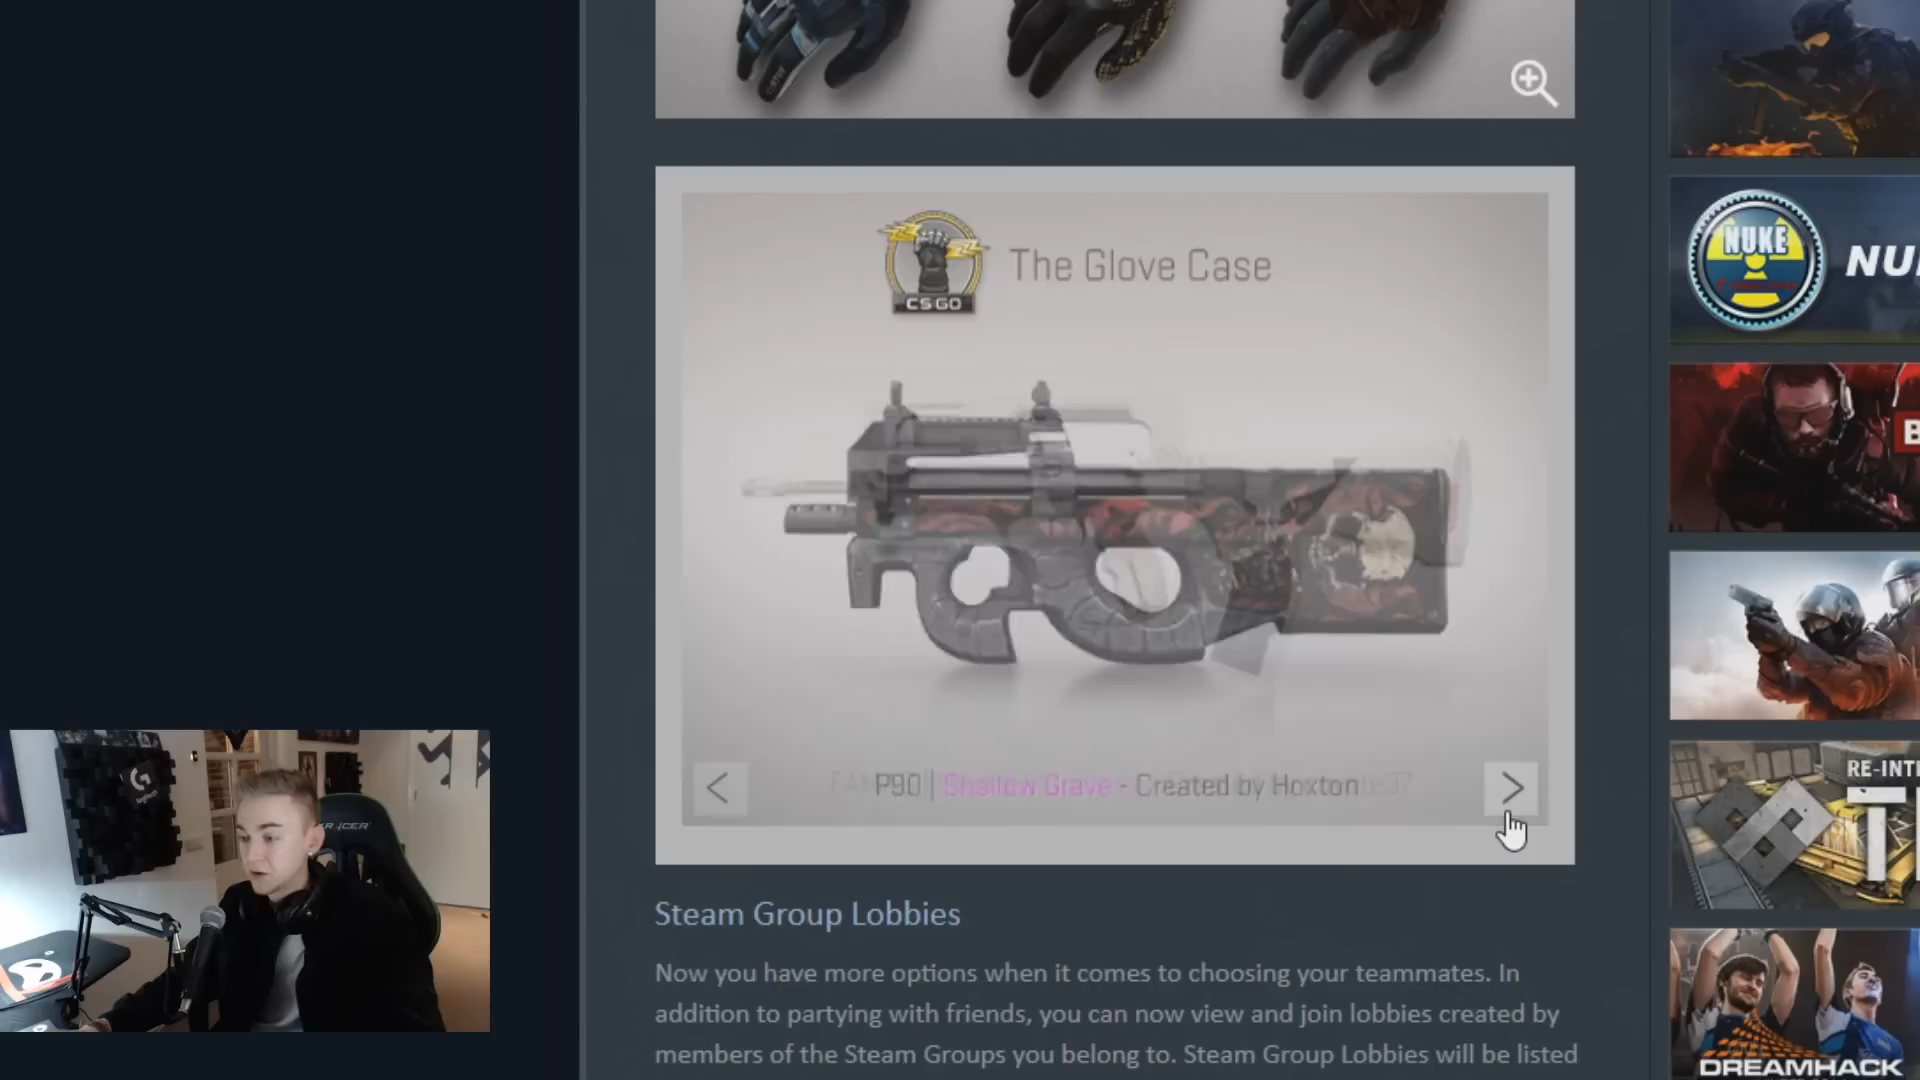 The Glove Case
CS GO
NUKE
NU
B
P90 | Shallow Grave - Created by Hoxton
RE-INT
T
Steam Group Lobbies
Now you have more options when it comes to choosing your teammates. In
addition to partying with friends, you can now view and join lobbies created by
members of the Steam Groups you belong to. Steam Group Lobbies will be listed
DREAMHACK
logitech